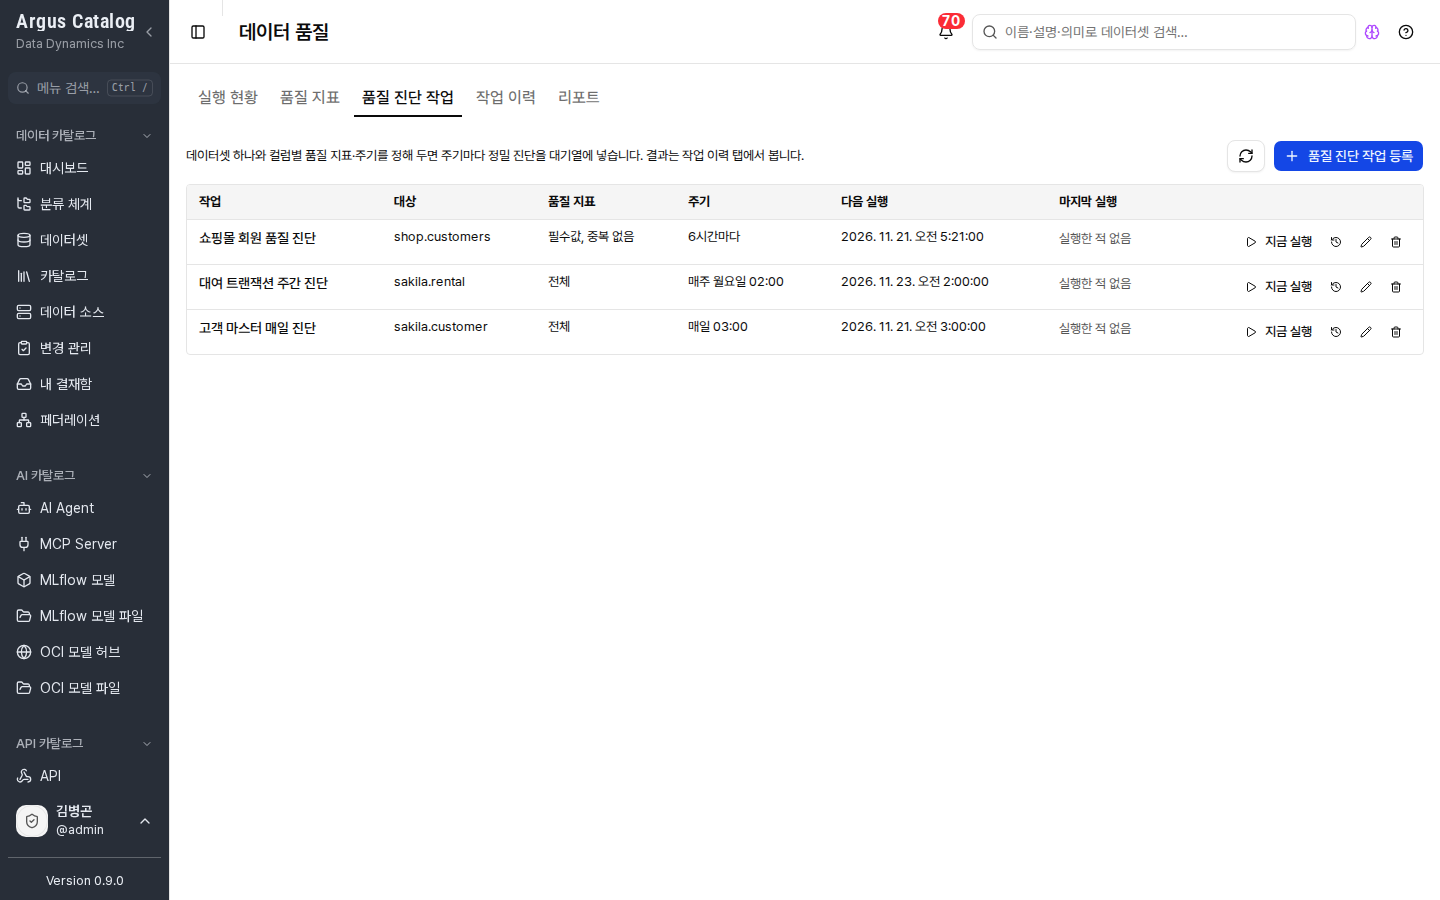 Argus Catalog
Data Dynamics Inc
메뉴 검색... Ctrl /
데이터 카탈로그
대시보드
분류 체계
데이터셋
카탈로그
데이터 소스
변경 관리
내 결재함
페더레이션
AI 카탈로그
AI Agent
MCP Server
MLflow 모델
MLflow 모델 파일
OCI 모델 허브
OCI 모델 파일
API 카탈로그
API
김병곤
@admin
Version 0.9.0
데이터 품질
70
이름·설명·의미로 데이터셋 검색...
실행 현황 품질 지표 품질 진단 작업 작업 이력 리포트
데이터셋 하나와 컬럼별 품질 지표·주기를 정해 두면 주기마다 정밀 진단을 대기열에 넣습니다. 결과는 작업 이력 탭에서 봅니다.
품질 진단 작업 등록
작업 대상 품질 지표 주기 다음 실행 마지막 실행
쇼핑몰 회원 품질 진단 shop.customers 필수값, 중복 없음 6시간마다 2026. 11. 21. 오전 5:21:00 실행한 적 없음 지금 실행
대여 트랜잭션 주간 진단 sakila.rental 전체 매주 월요일 02:00 2026. 11. 23. 오전 2:00:00 실행한 적 없음 지금 실행
고객 마스터 매일 진단 sakila.customer 전체 매일 03:00 2026. 11. 21. 오전 3:00:00 실행한 적 없음 지금 실행